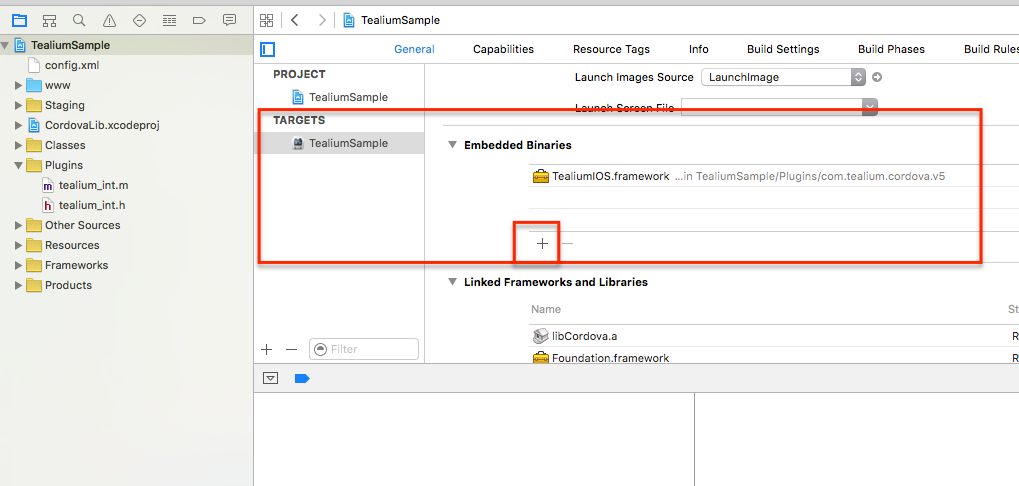 TealiumSample
TealiumSample
config.xml
www
Staging
CordovaLib.xcodeproj
Classes
Plugins
m tealium_int.m
h tealium_int.h
Other Sources
Resources
Frameworks
Products
General Capabilities Resource Tags Info Build Settings Build Phases Build Rules
PROJECT
TealiumSample
TARGETS
TealiumSample
Filter
Launch Images Source LaunchImage
Launch Screen File
Embedded Binaries
TealiumIOS.framework ...in TealiumSample/Plugins/com.tealium.cordova.v5
Linked Frameworks and Libraries
Name St
libCordova.a R
Foundation.framework R